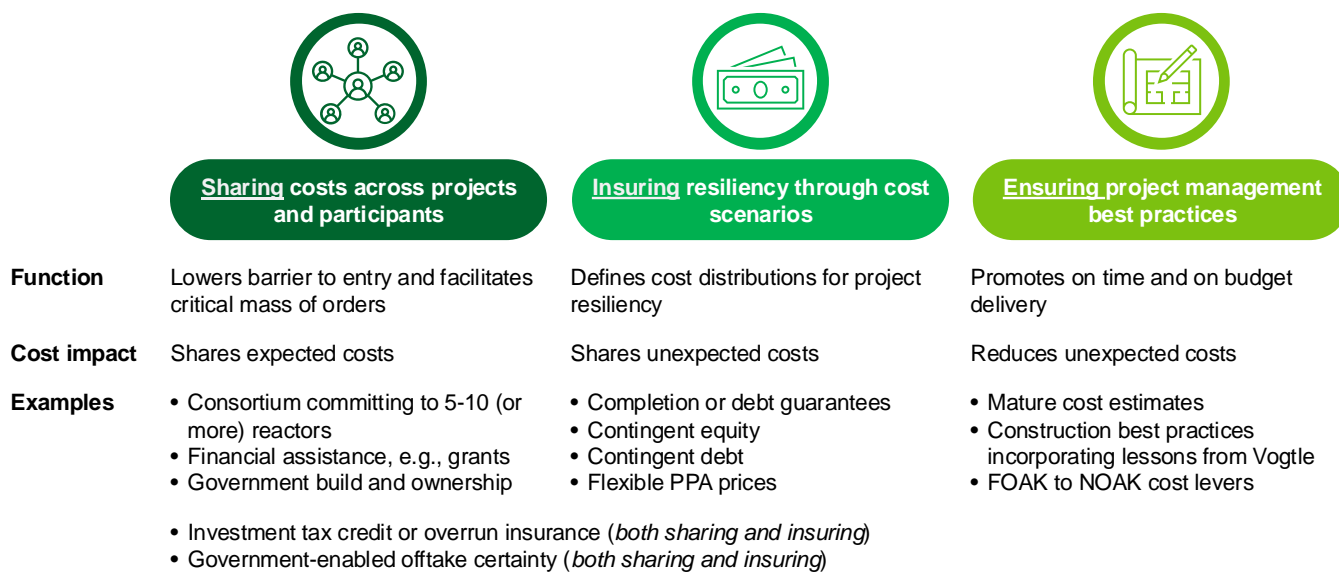 Sharing costs across projects
and participants
Insuring resiliency through cost
scenarios
Ensuring project management
best practices
Function
Lowers barrier to entry and facilitates
critical mass of orders
Defines cost distributions for project
resiliency
Promotes on time and on budget
delivery
Cost impact
Shares expected costs
Shares unexpected costs
Reduces unexpected costs
Examples
• Consortium committing to 5-10 (or
more) reactors
• Financial assistance, e.g., grants
• Government build and ownership
• Completion or debt guarantees
• Contingent equity
• Contingent debt
• Flexible PPA prices
• Mature cost estimates
• Construction best practices
incorporating lessons from Vogtle
• FOAK to NOAK cost levers
• Investment tax credit or overrun insurance (both sharing and insuring)
• Government-enabled offtake certainty (both sharing and insuring)